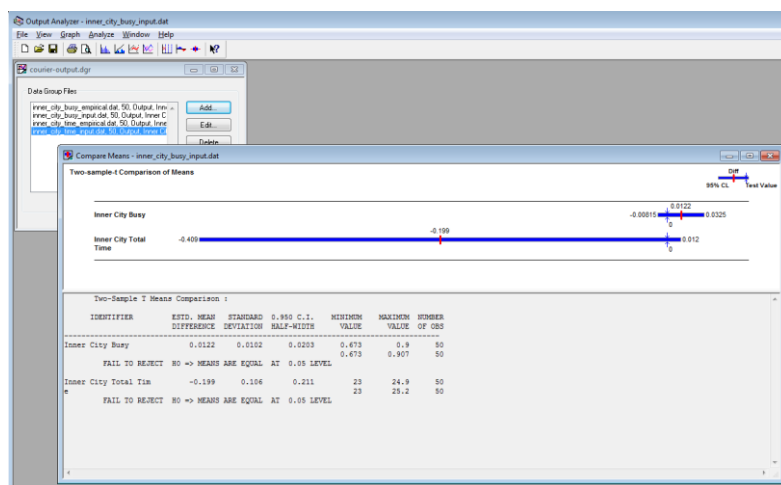 Output Analyzer - inner_city_busy_input.dat
File View Graph Analyze Window Help
courier-output.dgr
Data Group Files
inner_city_busy_empirical.dat, 50, Output, Inn
inner_city_busy_input.dat, 50, Output, Inner C
inner_city_time_empirical.dat, 50, Output, Inne
inner_city_time_input.dat, 50, Output, Inner Ci
Add...
Edit...
Delete
Compare Means - inner_city_busy_input.dat
Two-sample-t Comparison of Means
Diff
95% CL Test Value
Inner City Busy
-0.00815 0.0122 0.0325
0
Inner City Total
Time
-0.409 -0.199 0.012
0
Two-Sample T Means Comparison :
IDENTIFIER ESTD. MEAN STANDARD 0.950 C.I. MINIMUM MAXIMUM NUMBER
DIFFERENCE DEVIATION HALF-WIDTH VALUE VALUE OF OBS
Inner City Busy 0.0122 0.0102 0.0203 0.673 0.9 50
0.673 0.907 50
FAIL TO REJECT H0 => MEANS ARE EQUAL AT 0.05 LEVEL
Inner City Total Tim -0.199 0.106 0.211 23 24.9 50
e 23 25.2 50
FAIL TO REJECT H0 => MEANS ARE EQUAL AT 0.05 LEVEL